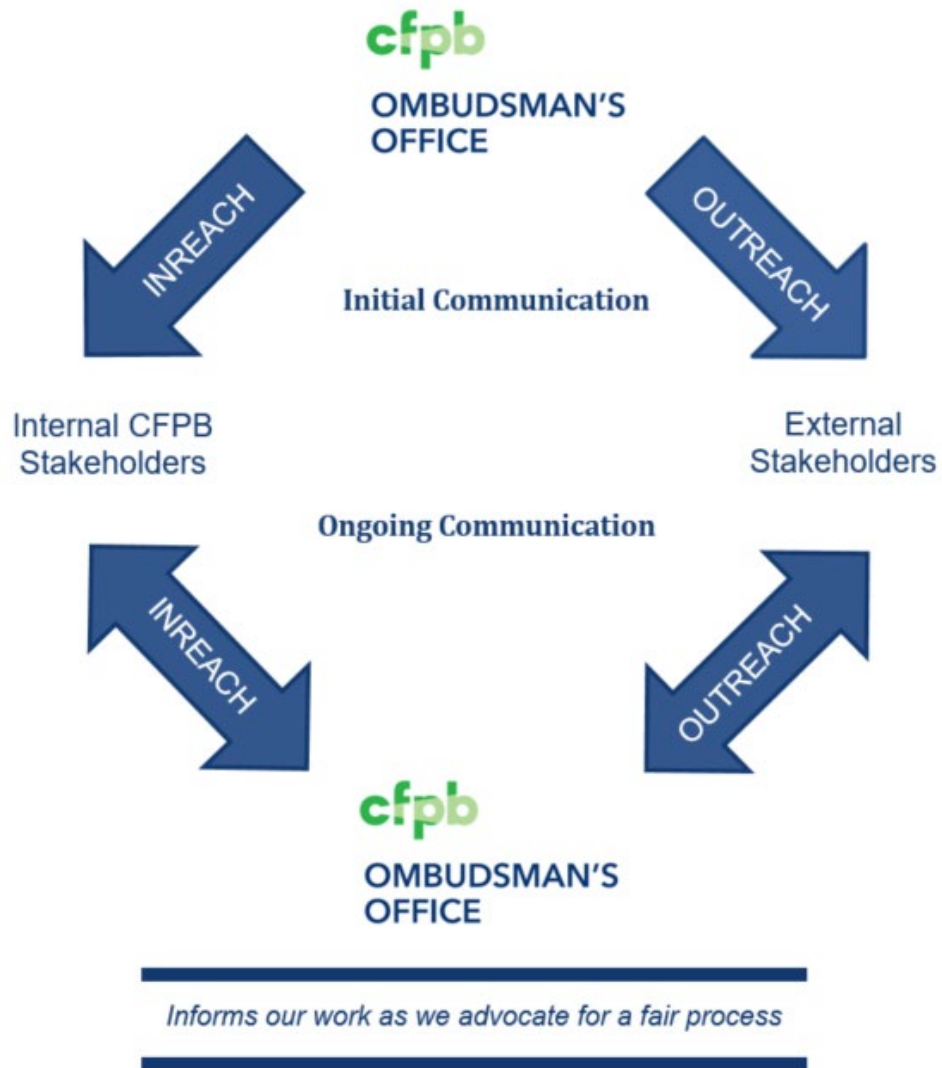 cfpb
OMBUDSMAN'S
OFFICE
INREACH
OUTREACH
Initial Communication
Internal CFPB
Stakeholders
External
Stakeholders
Ongoing Communication
INREACH
OUTREACH
cfpb
OMBUDSMAN'S
OFFICE
Informs our work as we advocate for a fair process